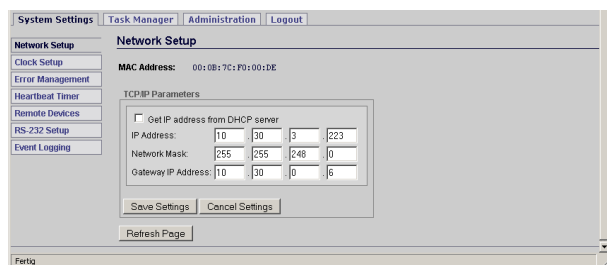 System Settings Task Manager Administration Logout
Network Setup
Clock Setup
Error Management
Heartbeat Timer
Remote Devices
RS-232 Setup
Event Logging
Network Setup
MAC Address: 00:0B:7C:F0:00:DE
TCP/IP Parameters
Get IP address from DHCP server
IP Address: 10 . 30 . 3 . 223
Network Mask: 255 . 255 . 248 . 0
Gateway IP Address: 10 . 30 . 0 . 6
Save Settings Cancel Settings
Refresh Page
Fertig